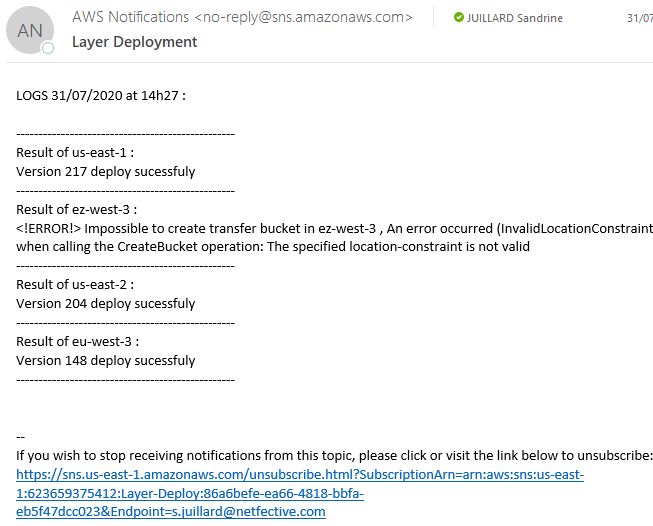 AN
AWS Notifications <no-reply@sns.amazonaws.com>
JUILLARD Sandrine
31/07
Layer Deployment
LOGS 31/07/2020 at 14h27 :
-------------------------------------------------
Result of us-east-1 :
Version 217 deploy sucessfuly
-------------------------------------------------
Result of ez-west-3 :
<!ERROR!> Impossible to create transfer bucket in ez-west-3 , An error occurred (InvalidLocationConstraint
when calling the CreateBucket operation: The specified location-constraint is not valid
-------------------------------------------------
Result of us-east-2 :
Version 204 deploy sucessfuly
-------------------------------------------------
Result of eu-west-3 :
Version 148 deploy sucessfuly
-------------------------------------------------
--
If you wish to stop receiving notifications from this topic, please click or visit the link below to unsubscribe:
https://sns.us-east-1.amazonaws.com/unsubscribe.html?SubscriptionArn=arn:aws:sns:us-east-
1:623659375412:Layer-Deploy:86a6befe-ea66-4818-bbfa-
eb5f47dcc023&Endpoint=s.juillard@netfective.com